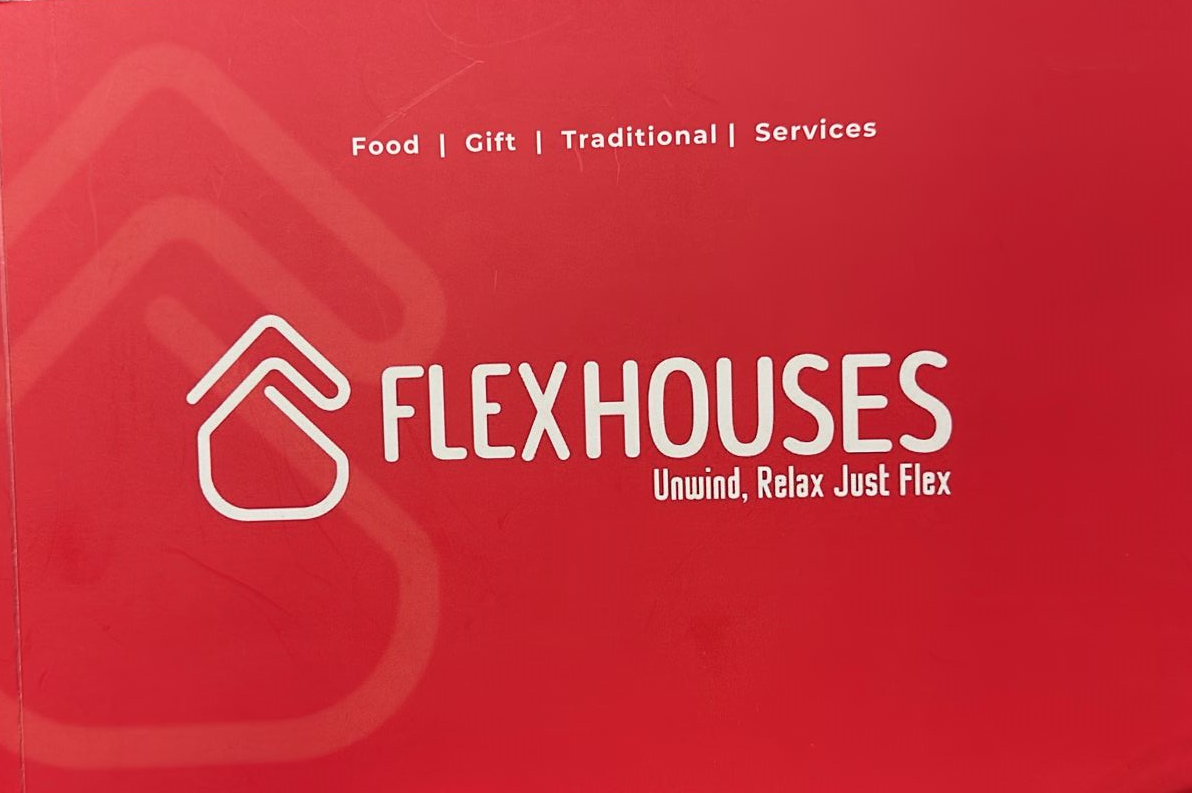 Food | Gift | Traditional | Services
FLEXHOUSES
Unwind, Relax Just Flex